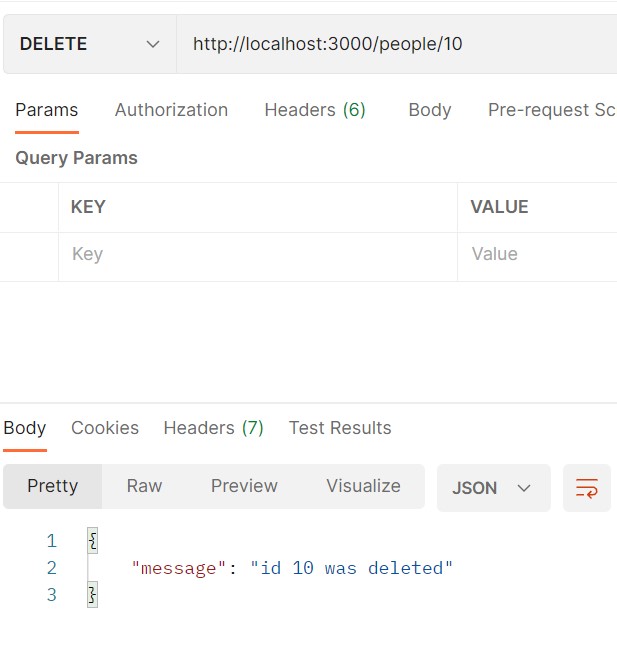 DELETE http://localhost:3000/people/10
Params Authorization Headers (6) Body Pre-request Sc
Query Params
KEY VALUE
Key Value
Body Cookies Headers (7) Test Results
Pretty Raw Preview Visualize JSON
1 {
2 "message": "id 10 was deleted"
3 }